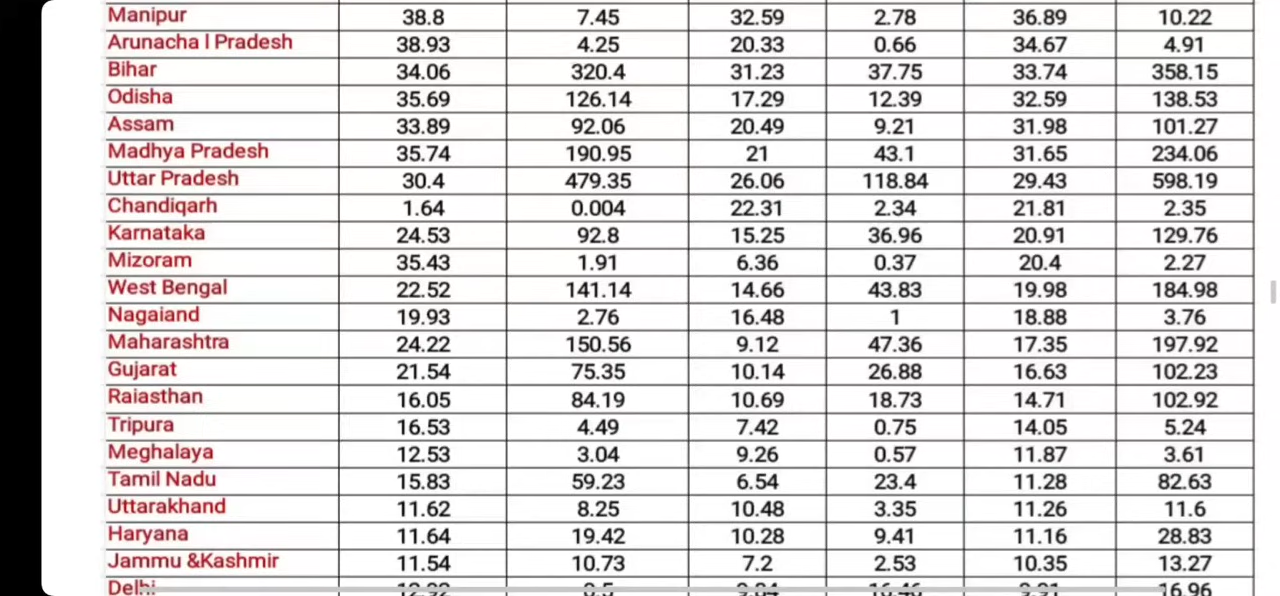 Manipur 38.8 7.45 32.59 2.78 36.89 10.22
Arunacha l Pradesh 38.93 4.25 20.33 0.66 34.67 4.91
Bihar 34.06 320.4 31.23 37.75 33.74 358.15
Odisha 35.69 126.14 17.29 12.39 32.59 138.53
Assam 33.89 92.06 20.49 9.21 31.98 101.27
Madhya Pradesh 35.74 190.95 21 43.1 31.65 234.06
Uttar Pradesh 30.4 479.35 26.06 118.84 29.43 598.19
Chandiqarh 1.64 0.004 22.31 2.34 21.81 2.35
Karnataka 24.53 92.8 15.25 36.96 20.91 129.76
Mizoram 35.43 1.91 6.36 0.37 20.4 2.27
West Bengal 22.52 141.14 14.66 43.83 19.98 184.98
Nagaiand 19.93 2.76 16.48 1 18.88 3.76
Maharashtra 24.22 150.56 9.12 47.36 17.35 197.92
Gujarat 21.54 75.35 10.14 26.88 16.63 102.23
Raiasthan 16.05 84.19 10.69 18.73 14.71 102.92
Tripura 16.53 4.49 7.42 0.75 14.05 5.24
Meghalaya 12.53 3.04 9.26 0.57 11.87 3.61
Tamil Nadu 15.83 59.23 6.54 23.4 11.28 82.63
Uttarakhand 11.62 8.25 10.48 3.35 11.26 11.6
Haryana 11.64 19.42 10.28 9.41 11.16 28.83
Jammu &Kashmir 11.54 10.73 7.2 2.53 10.35 13.27
Delhi 16.96